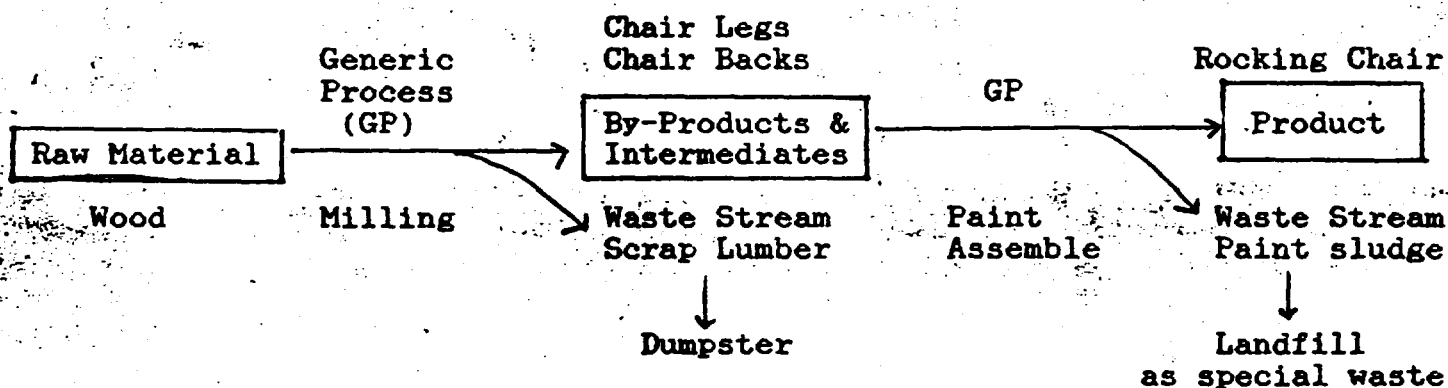 Chair Legs
Chair Backs
Generic
Process
(GP)
Rocking Chair
GP
Raw Material
By-Products &
Intermediates
Product
Wood
Milling
Waste Stream
Scrap Lumber
Paint
Assemble
Waste Stream
Paint sludge
Dumpster
Landfill
as special waste